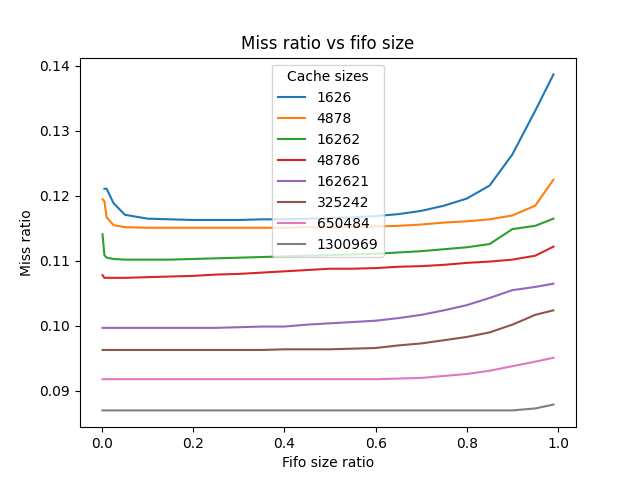 Miss ratio vs fifo size
Miss ratio
0.14
0.13
0.12
0.11
0.10
0.09
Cache sizes
1626
4878
16262
48786
162621
325242
650484
1300969
0.0 0.2 0.4 0.6 0.8 1.0
Fifo size ratio